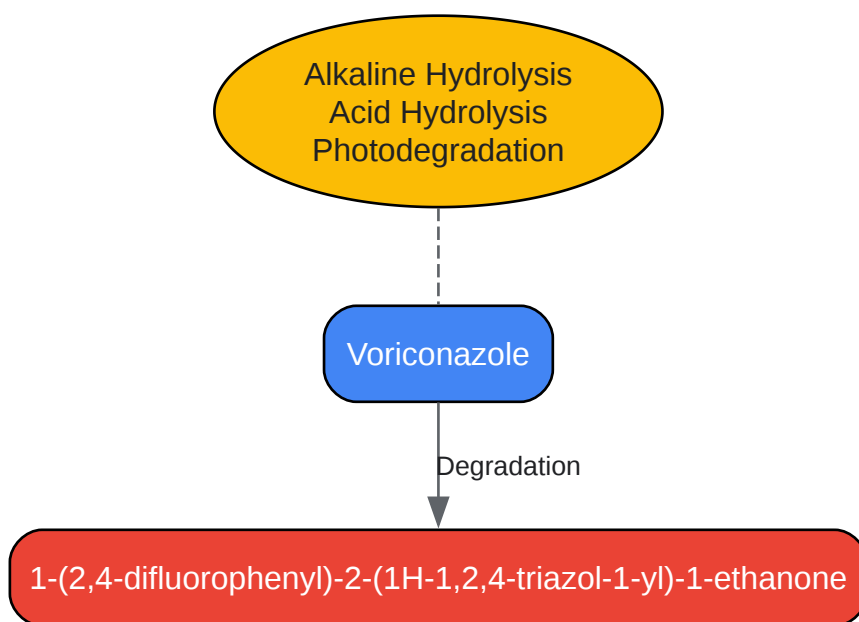 Alkaline Hydrolysis
Acid Hydrolysis
Photodegradation
Voriconazole
Degradation
1-(2,4-difluorophenyl)-2-(1H-1,2,4-triazol-1-yl)-1-ethanone